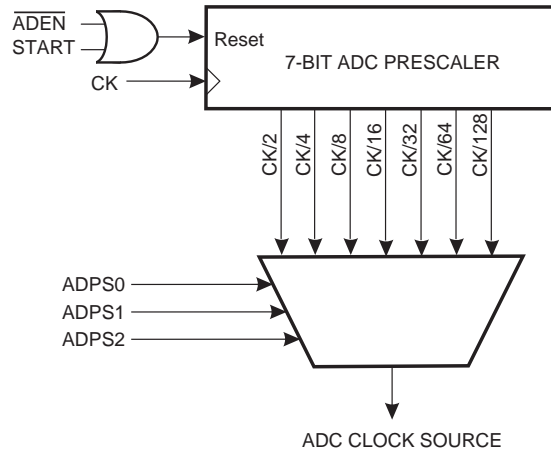 ADEN
START
Reset
7-BIT ADC PRESCALER
CK
CK/2
CK/4
CK/8
CK/16
CK/32
CK/64
CK/128
ADPS0
ADPS1
ADPS2
ADC CLOCK SOURCE